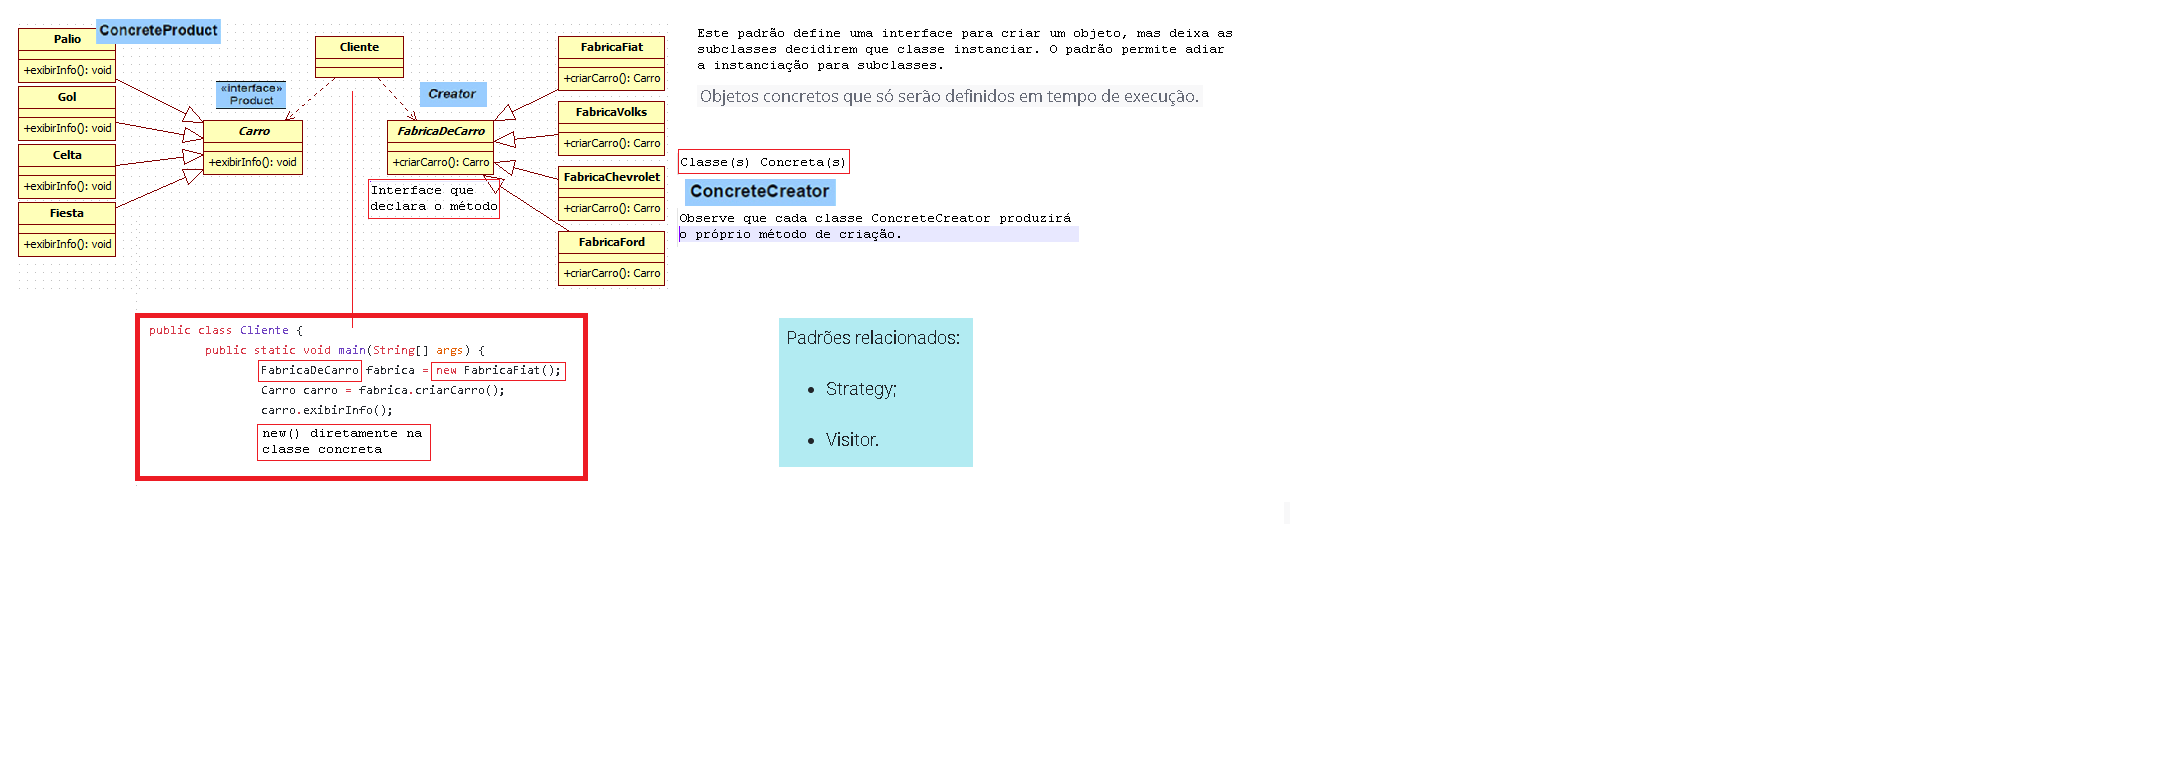 ConcreteProduct
Palio
+exibirInfo(): void
Gol
+exibirInfo(): void
Celta
+exibirInfo(): void
Fiesta
+exibirInfo(): void
«interface»
Product
Carro
+exibirInfo(): void
Cliente
Creator
FabricaDeCarro
+criarCarro(): Carro
Interface que
declara o método
FabricaFiat
+criarCarro(): Carro
FabricaVolks
+criarCarro(): Carro
FabricaChevrolet
+criarCarro(): Carro
FabricaFord
+criarCarro(): Carro
Este padrão define uma interface para criar um objeto, mas deixa as
subclasses decidirem que classe instanciar. O padrão permite adiar
a instanciação para subclasses.
Objetos concretos que só serão definidos em tempo de execução.
Classe(s) Concreta(s)
ConcreteCreator
Observe que cada classe ConcreteCreator produzirá
o próprio método de criação.
public class Cliente {
public static void main(String[] args) {
FabricaDeCarro fabrica = new FabricaFiat();
Carro carro = fabrica.criarCarro();
carro.exibirInfo();
new() diretamente na
classe concreta
Padrões relacionados:
• Strategy;
• Visitor.